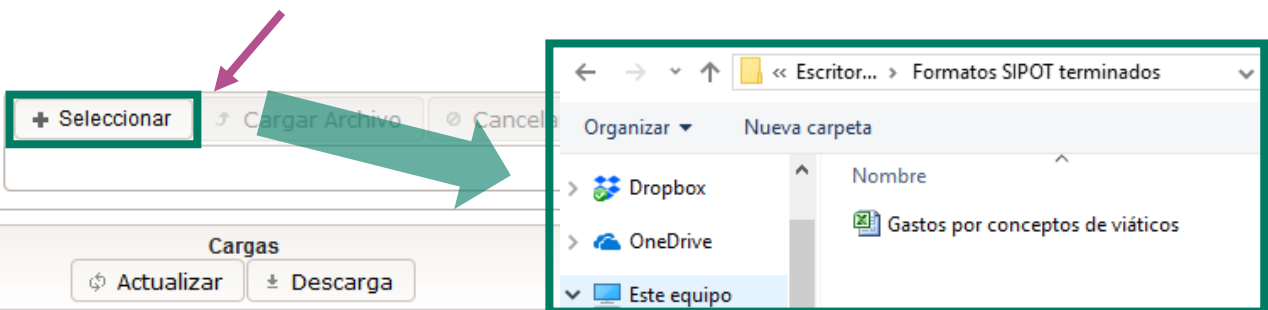 + Seleccionar
Cargar Archivo
Cancela
Cargas
Actualizar
Descarga
« Escritor... › Formatos SIPOT terminados
Organizar
Nueva carpeta
Dropbox
OneDrive
Este equipo
Nombre
Gastos por conceptos de viáticos